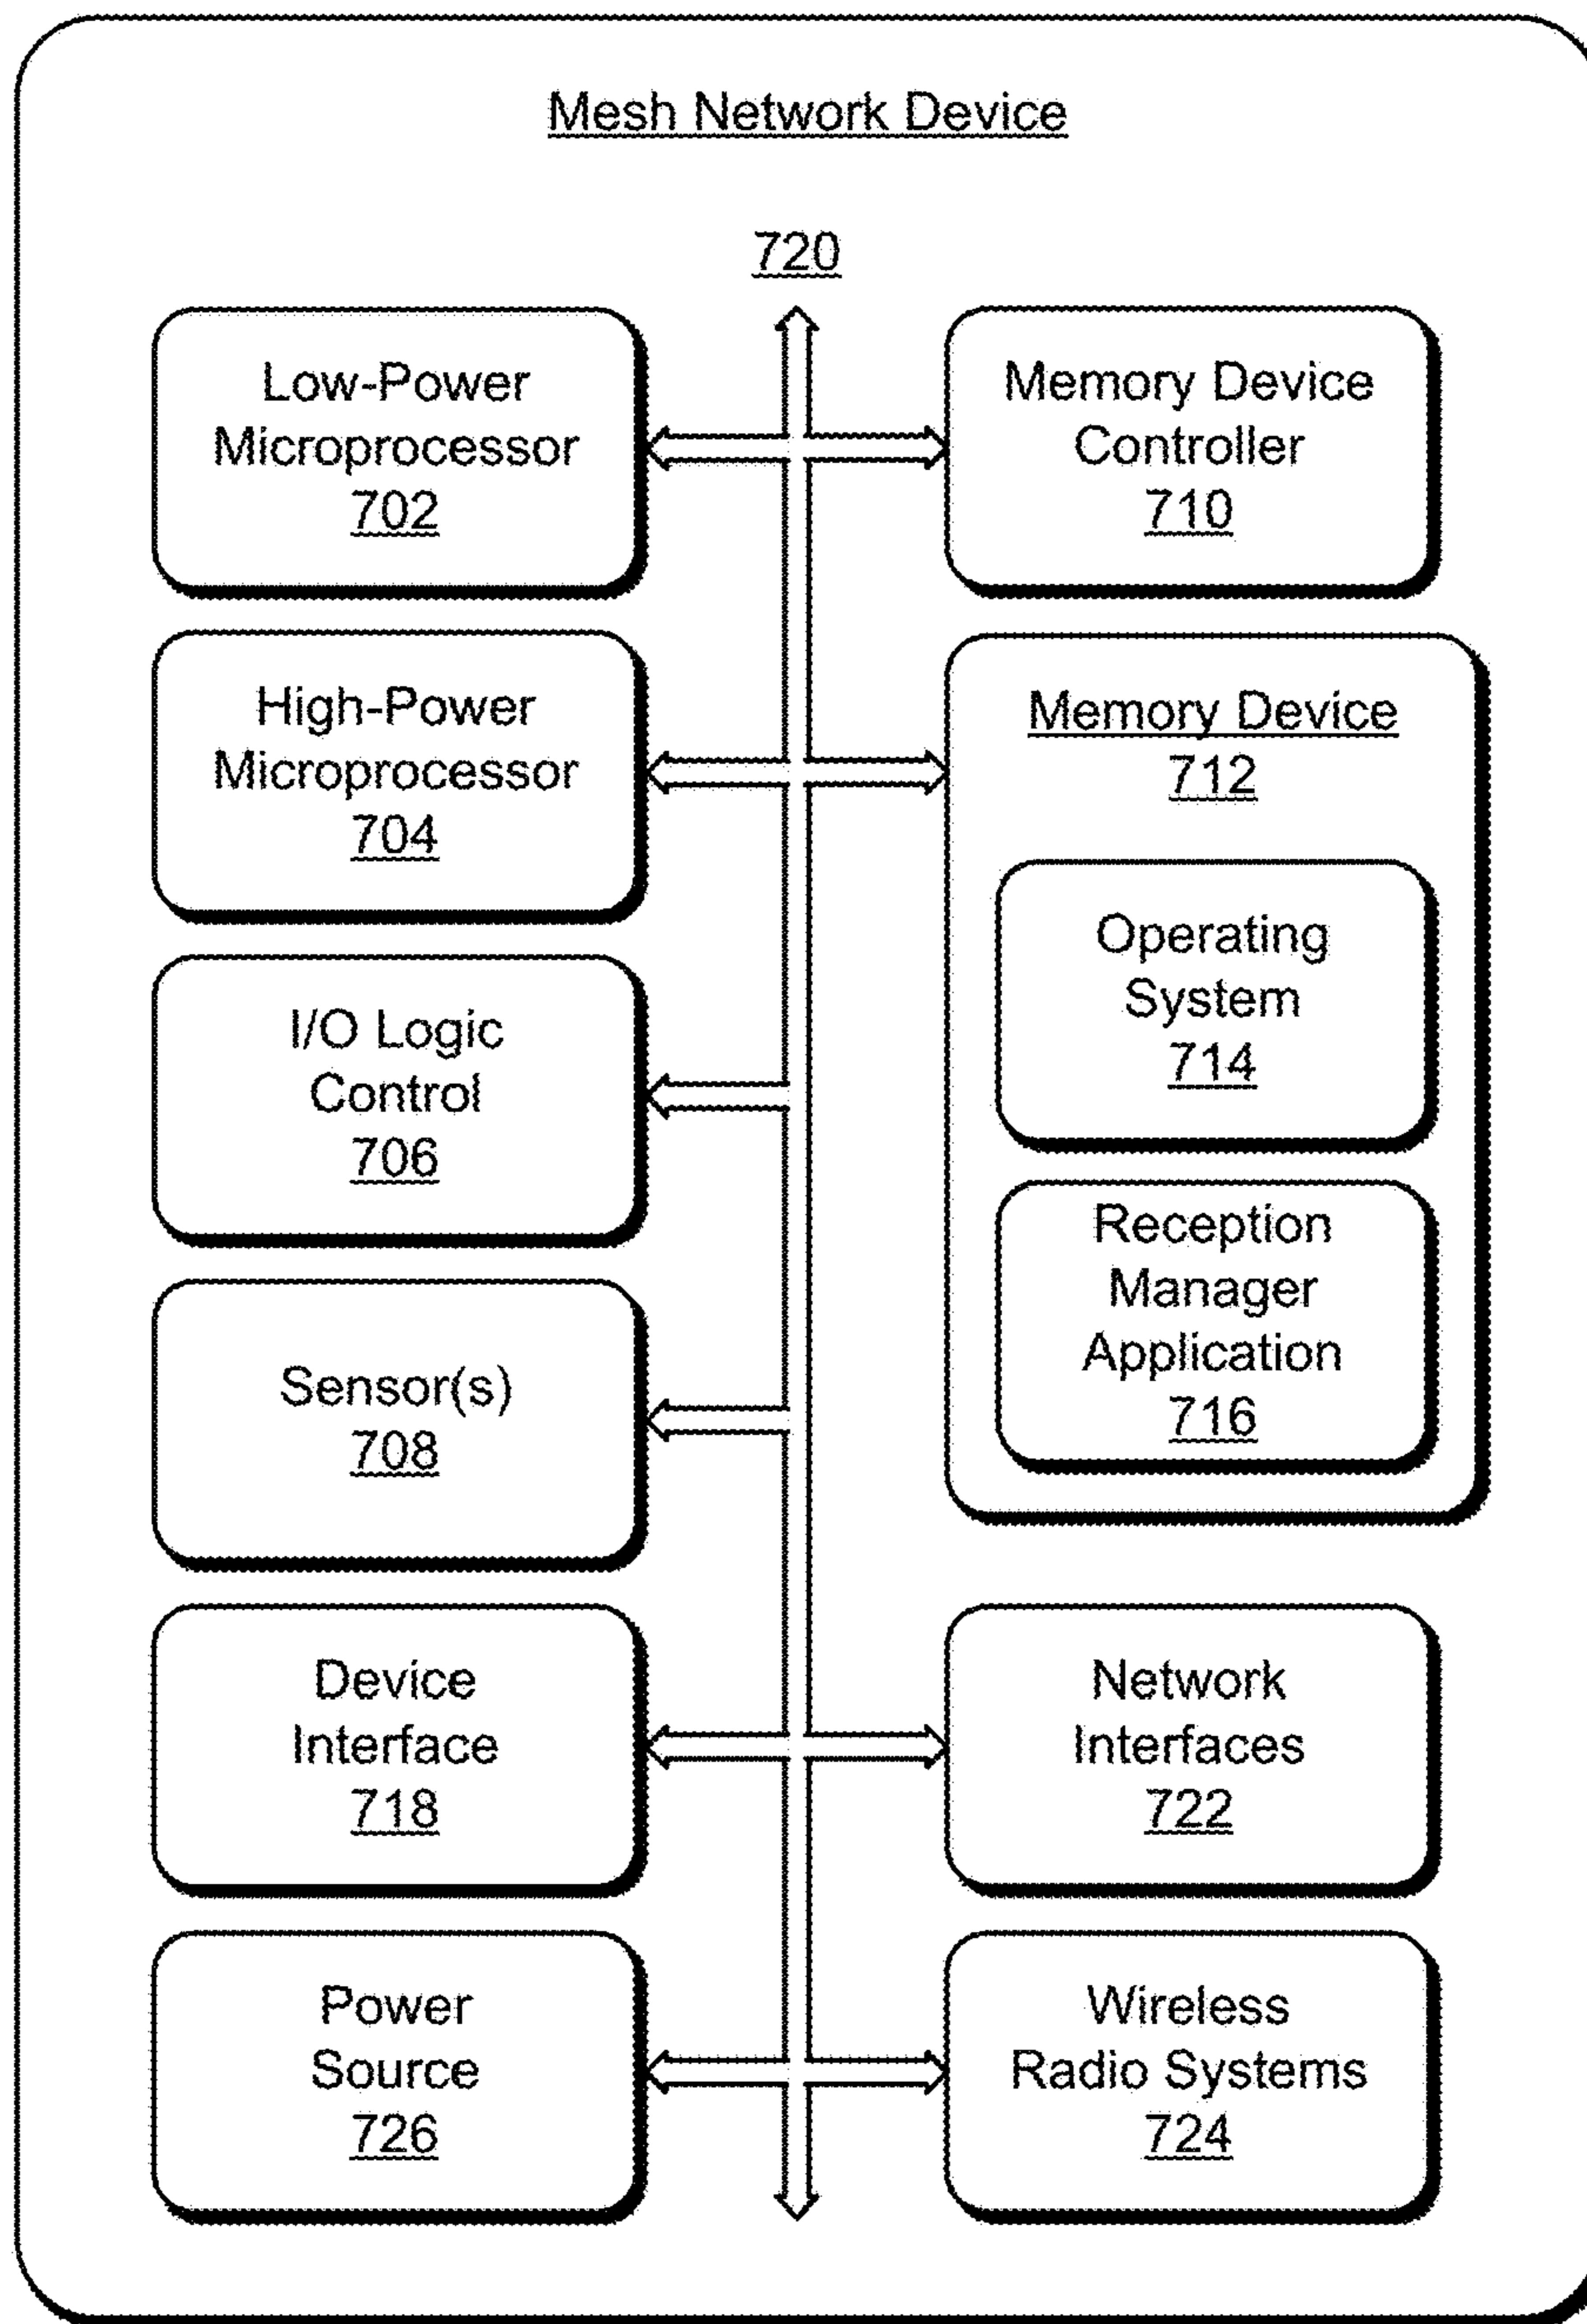 Mesh Network Device
720
Low-Power
Microprocessor
702
Memory Device
Controller
710
High-Power
Microprocessor
704
Memory Device
712
Operating
System
714
I/O Logic
Control
706
Reception
Manager
Application
716
Sensor(s)
708
Device
Interface
718
Network
Interfaces
722
Power
Source
726
Wireless
Radio Systems
724